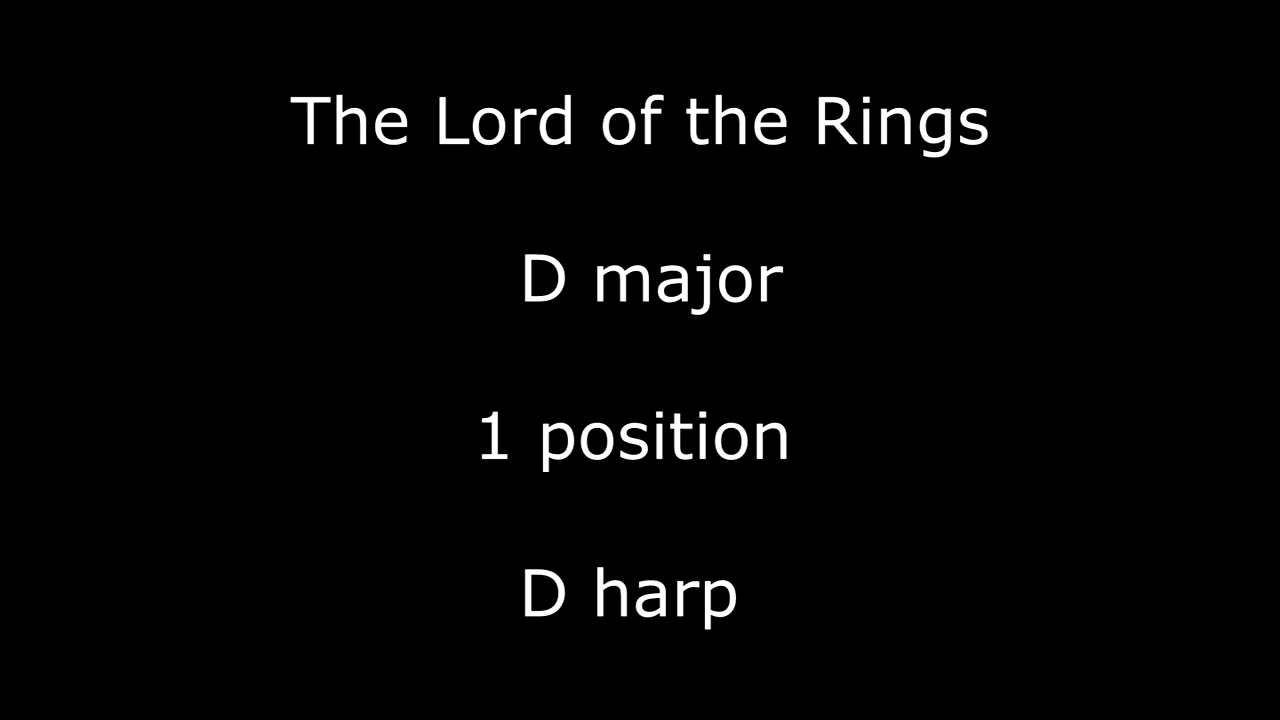 The Lord of the Rings
D major
1 position
D harp